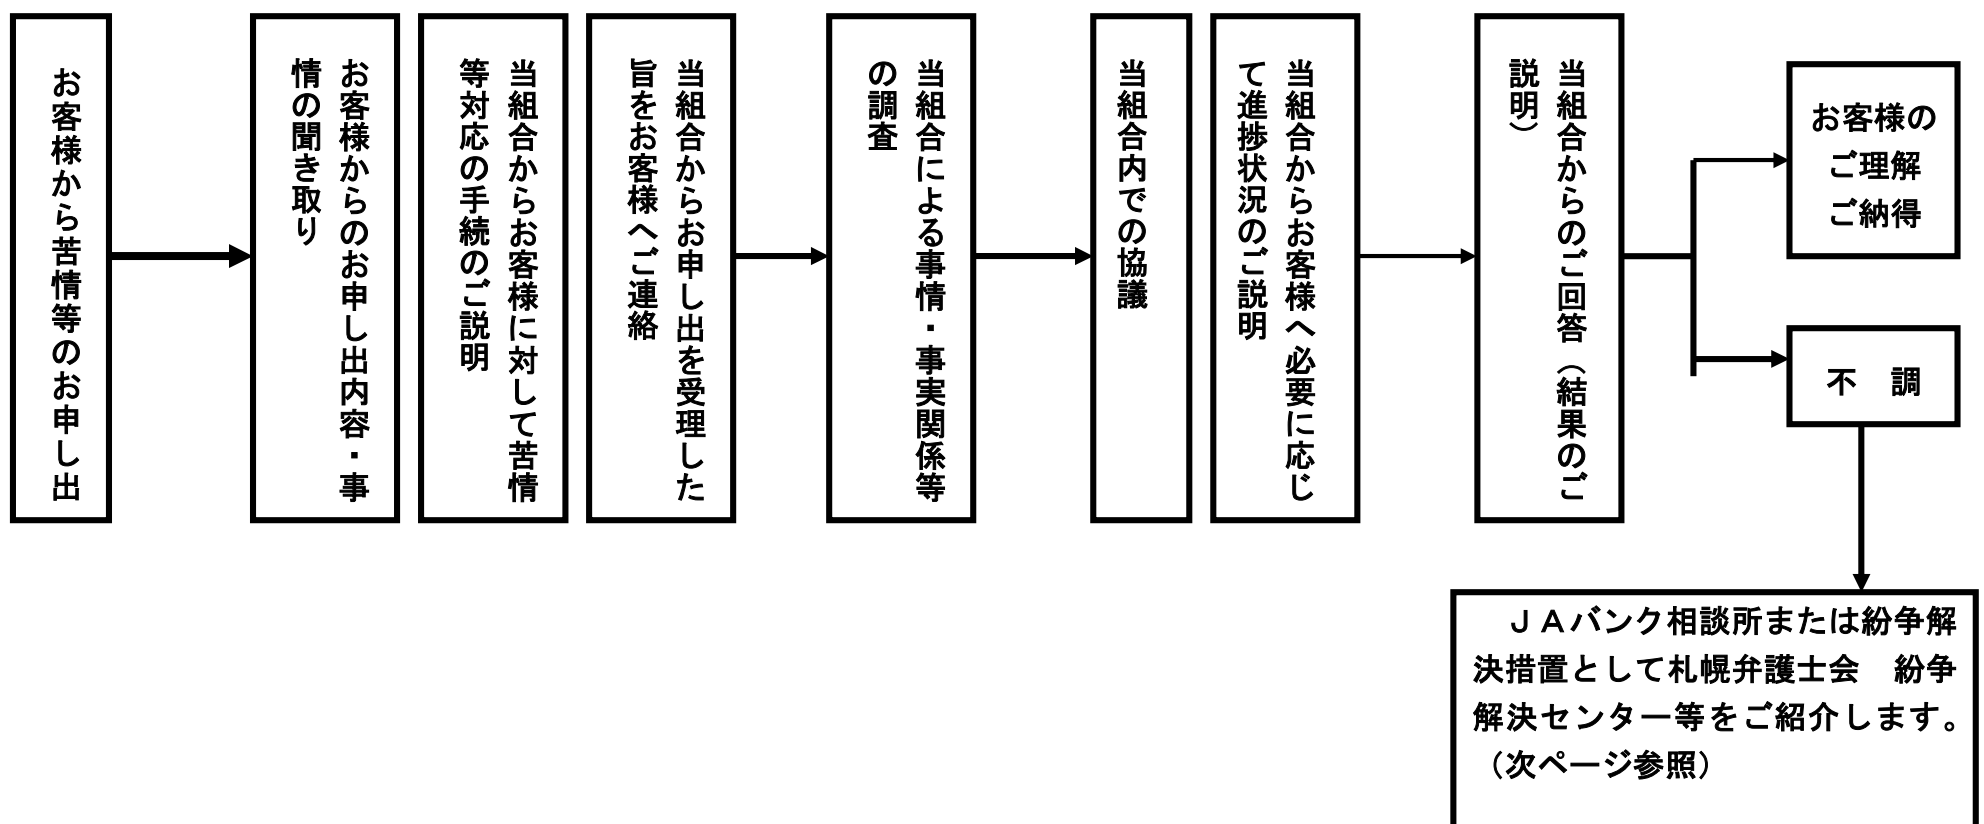 お客様から苦情等のお申し出
お客様からのお申し出内容・事
情の聞き取り
当組合からお客様に対して苦情
等対応の手続のご説明
当組合からお申し出を受理した
旨をお客様へご連絡
当組合による事情・事実関係等
の調査
当組合内での協議
当組合からお客様へ必要に応じ
て進捗状況のご説明
当組合からのご回答（結果のご
説明）
お客様の
ご理解
ご納得
不　調
ＪＡバンク相談所または紛争解
決措置として札幌弁護士会　紛争
解決センター等をご紹介します。
（次ページ参照）